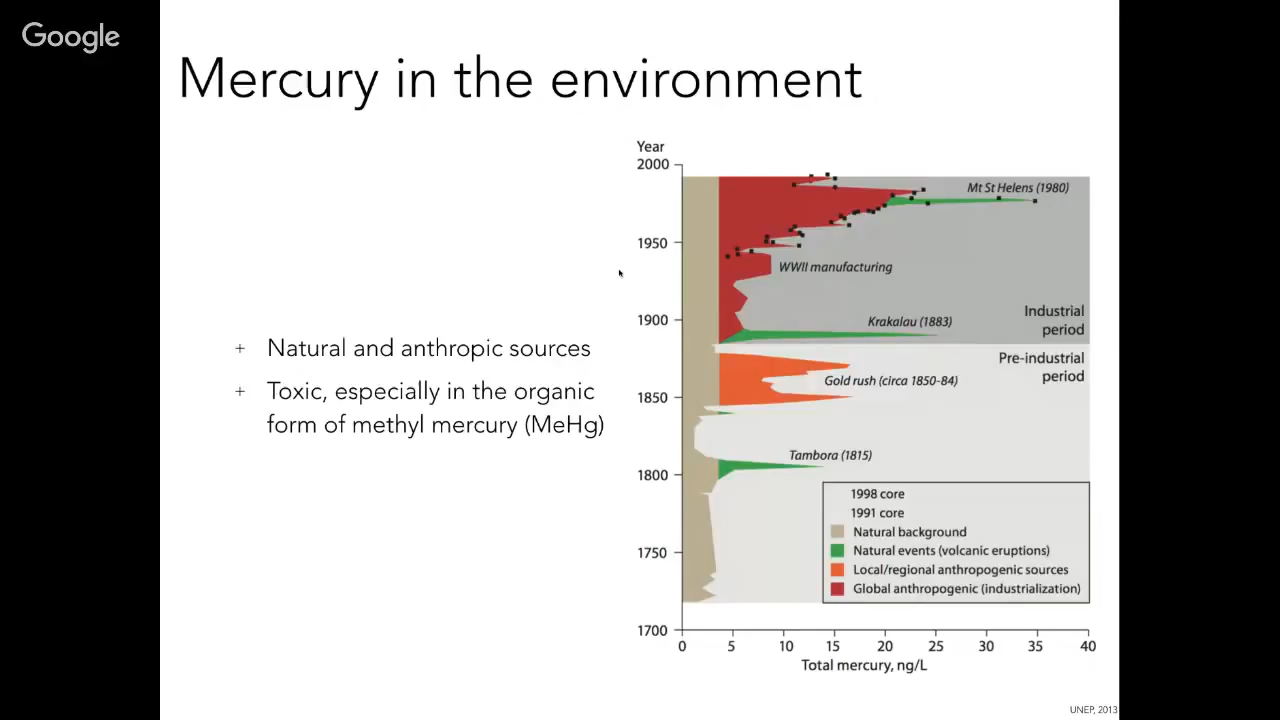 Google
Mercury in the environment
+ Natural and anthropic sources
+ Toxic, especially in the organic
form of methyl mercury (MeHg)
Year
2000
1950
1900
1850
1800
1750
1700
Mt St Helens (1980)
WWII manufacturing
Krakalau (1883)
Industrial
period
Pre-industrial
period
Gold rush (circa 1850-84)
Tambora (1815)
1998 core
1991 core
Natural background
Natural events (volcanic eruptions)
Local/regional anthropogenic sources
Global anthropogenic (industrialization)
0 5 10 15 20 25 30 35 40
Total mercury, ng/L
UNEP, 2013